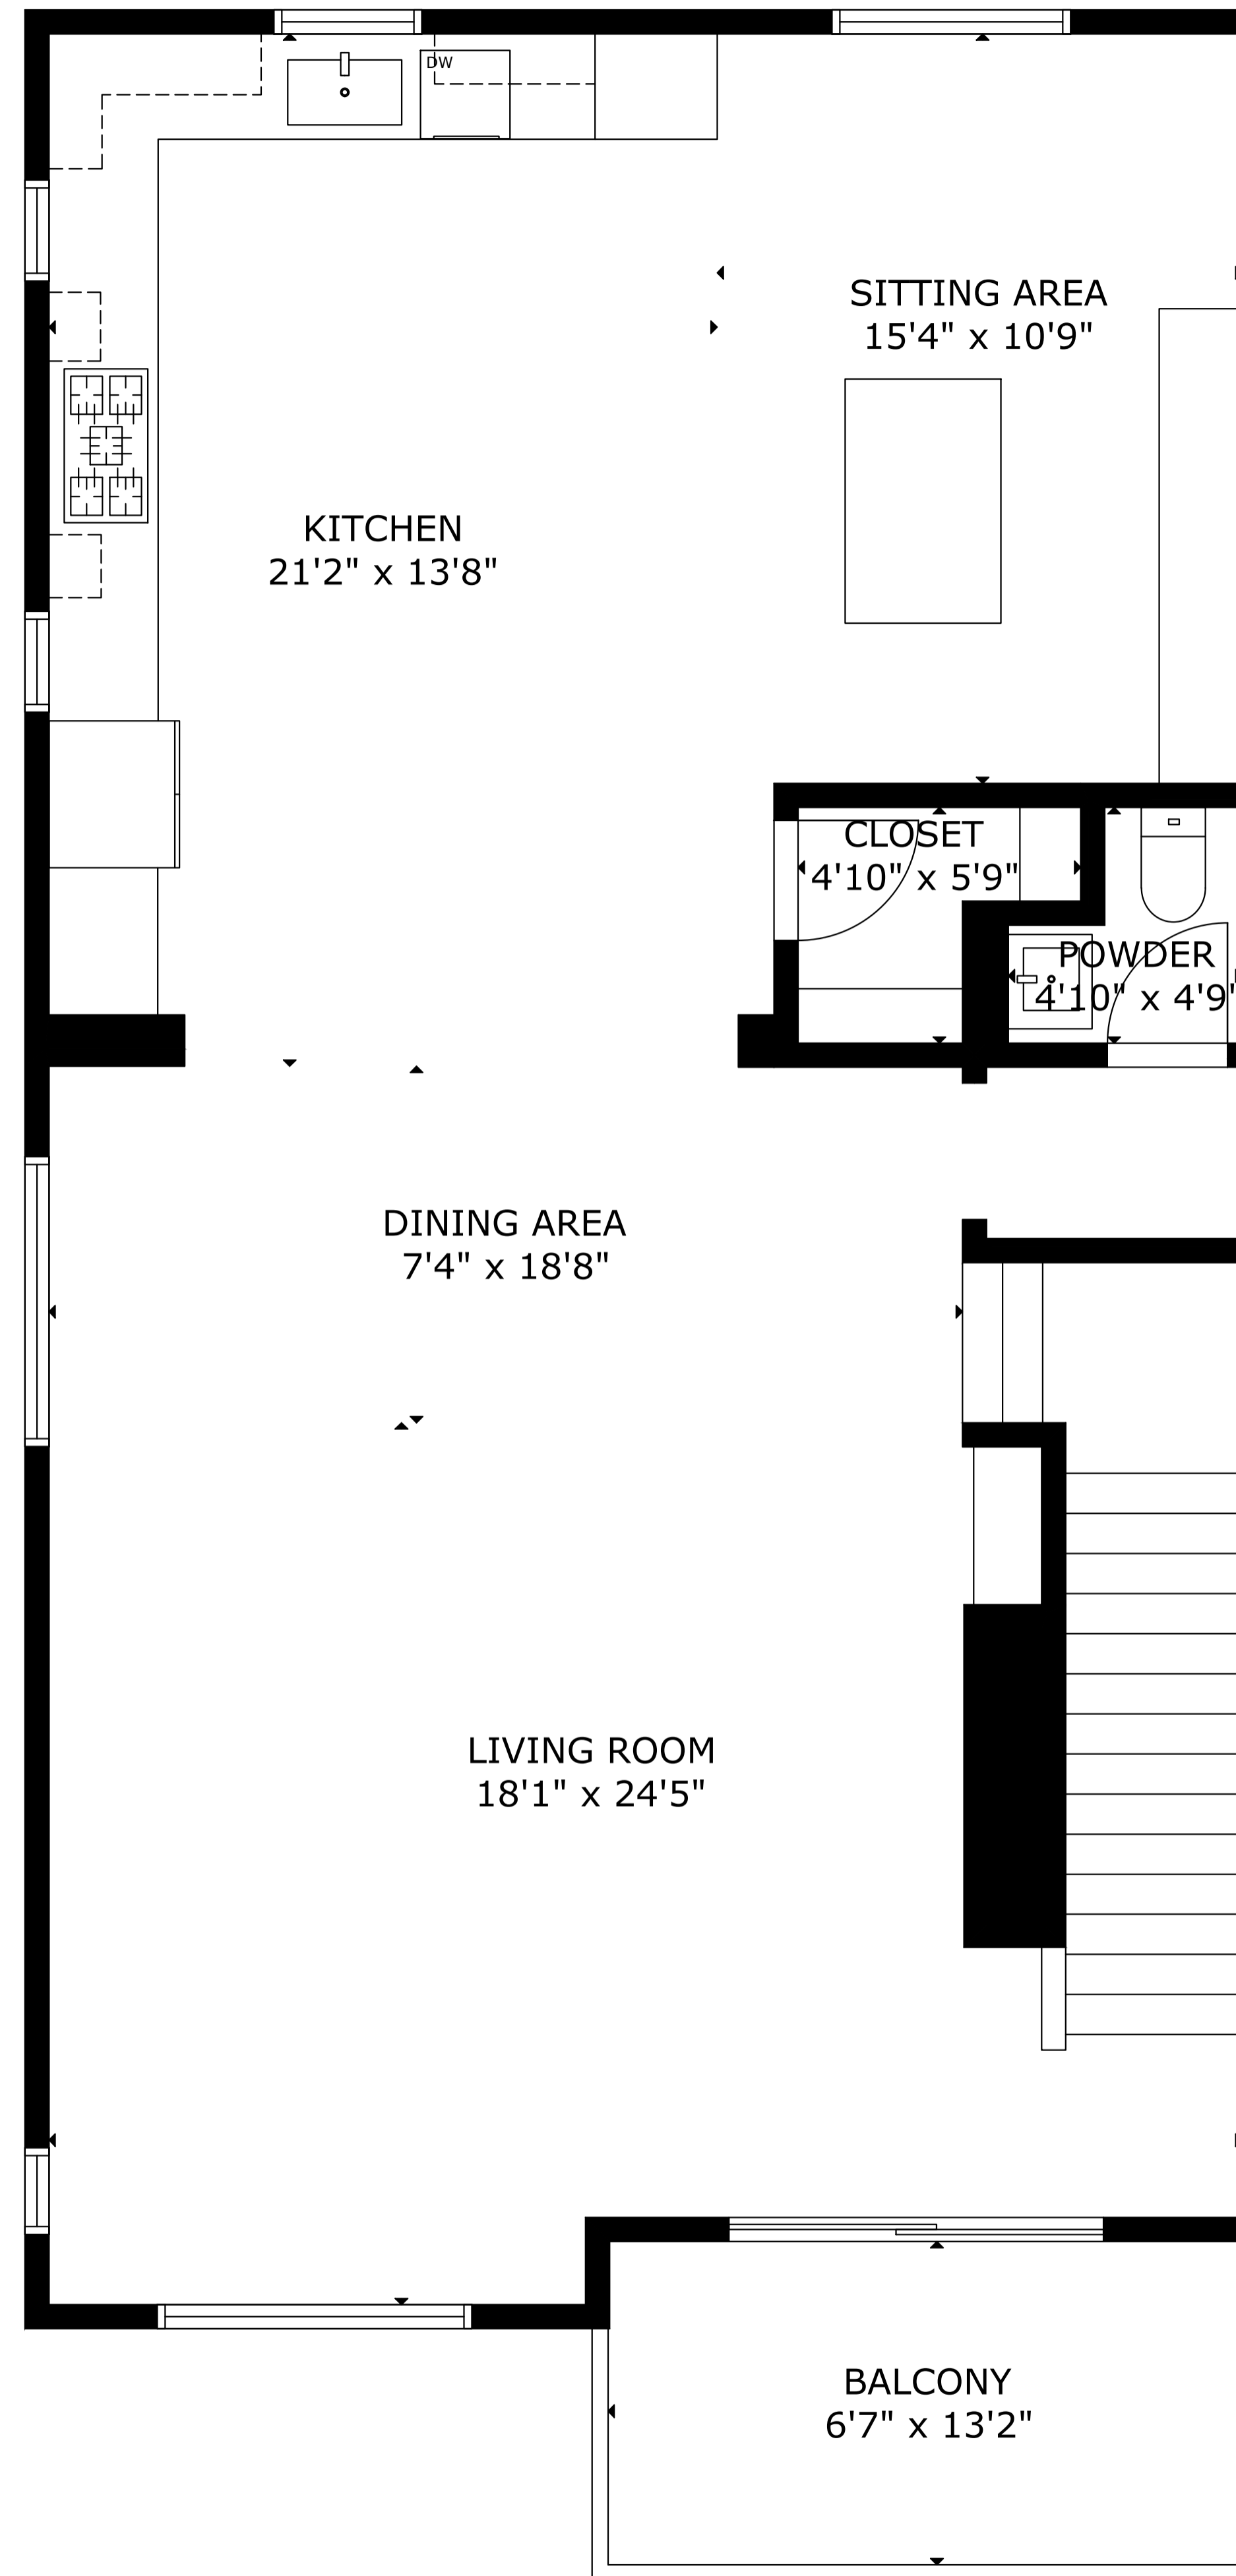 DW
SITTING AREA
15'4" x 10'9"
KITCHEN
21'2" x 13'8"
CLOSET
4'10" x 5'9"
POWDER
4'10" x 4'9"
DINING AREA
7'4" x 18'8"
LIVING ROOM
18'1" x 24'5"
BALCONY
6'7" x 13'2"